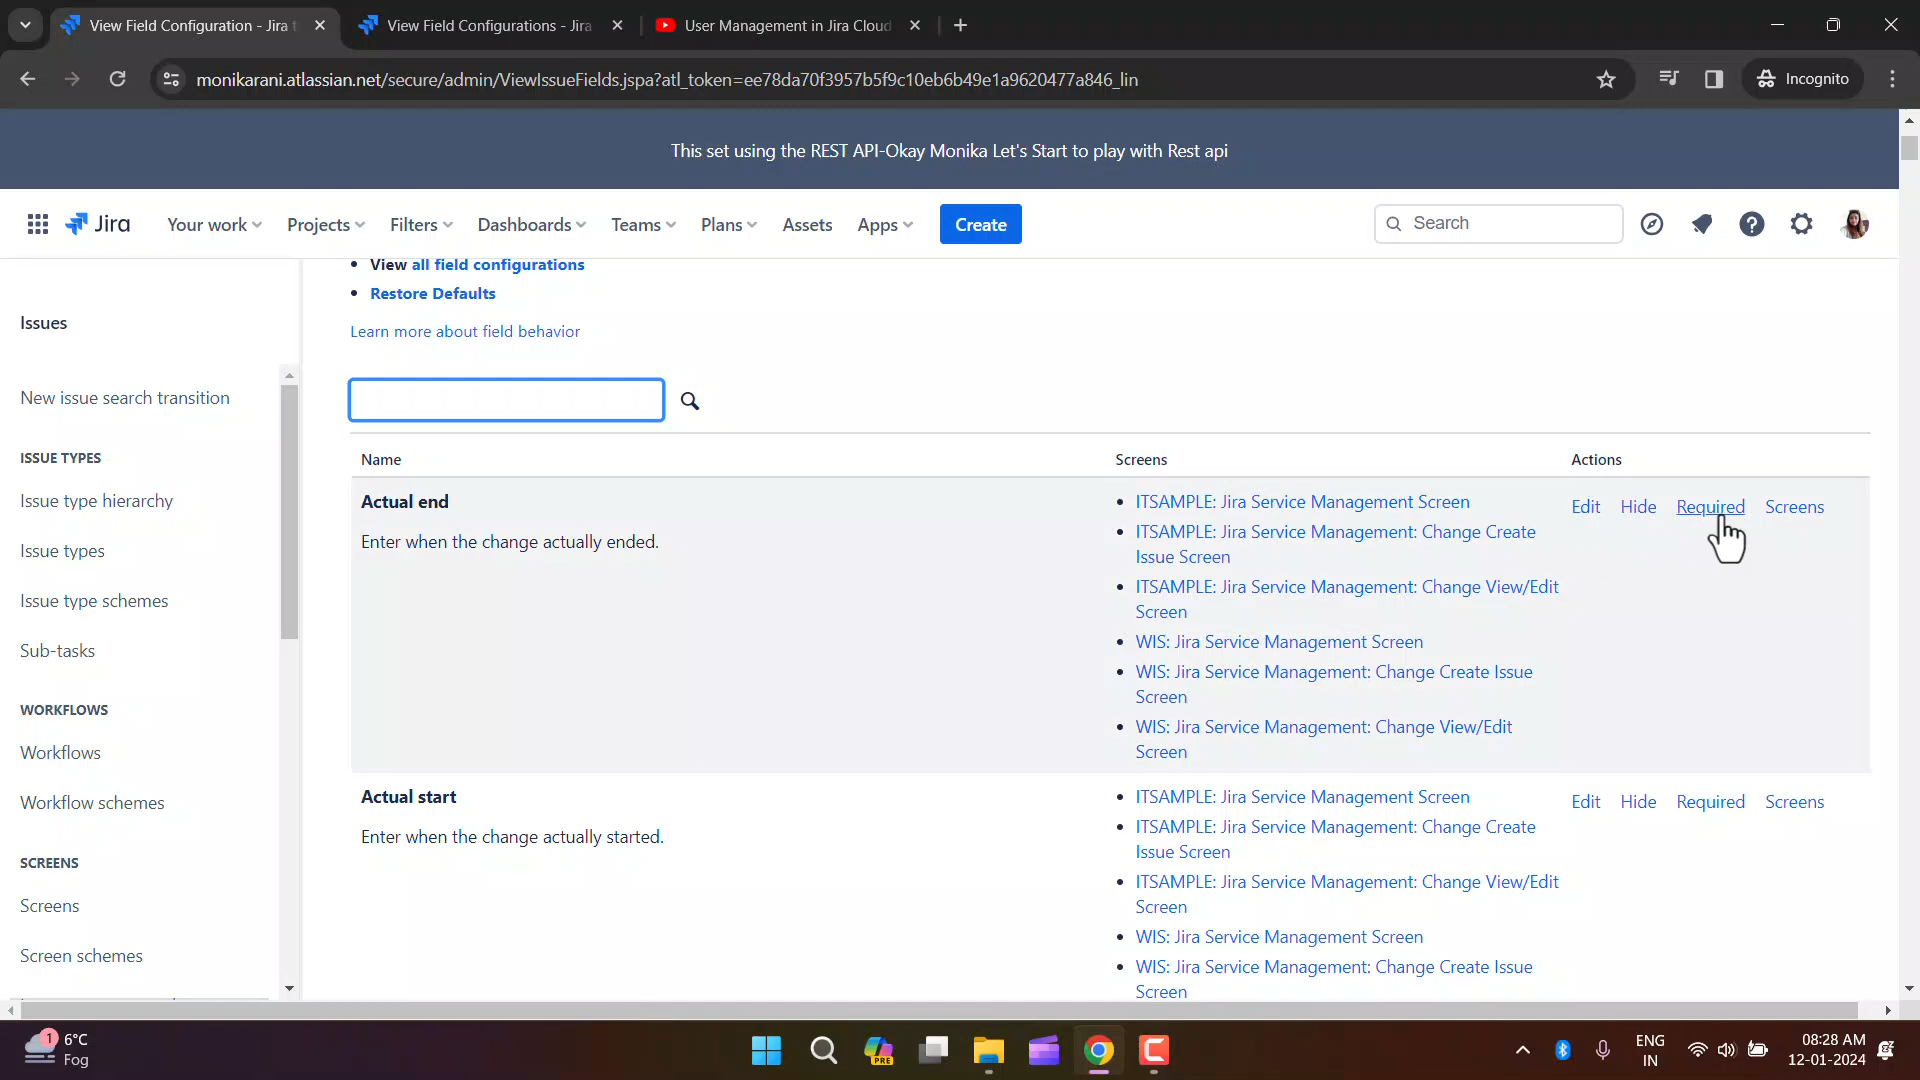 View Field Configuration - Jira t
View Field Configurations - Jira
User Management in Jira Cloud
monikarani.atlassian.net/secure/admin/ViewIssueFields.jspa?atl_token=ee78da70f3957b5f9c10eb6b49e1a9620477a846_lin
Incognito
This set using the REST API-Okay Monika Let's Start to play with Rest api
Jira
Your work
Projects
Filters
Dashboards
Teams
Plans
Assets
Apps
Create
Search
• View all field configurations
• Restore Defaults
Learn more about field behavior
Issues
New issue search transition
ISSUE TYPES
Issue type hierarchy
Issue types
Issue type schemes
Sub-tasks
WORKFLOWS
Workflows
Workflow schemes
SCREENS
Screens
Screen schemes
Name
Screens
Actions
Actual end
Enter when the change actually ended.
• ITSAMPLE: Jira Service Management Screen
• ITSAMPLE: Jira Service Management: Change Create
Issue Screen
• ITSAMPLE: Jira Service Management: Change View/Edit
Screen
• WIS: Jira Service Management Screen
• WIS: Jira Service Management: Change Create Issue
Screen
• WIS: Jira Service Management: Change View/Edit
Screen
Edit Hide Required Screens
Actual start
Enter when the change actually started.
• ITSAMPLE: Jira Service Management Screen
• ITSAMPLE: Jira Service Management: Change Create
Issue Screen
• ITSAMPLE: Jira Service Management: Change View/Edit
Screen
• WIS: Jira Service Management Screen
• WIS: Jira Service Management: Change Create Issue
Screen
Edit Hide Required Screens
1
6°C
Fog
PRE
ENG
IN
08:28 AM
12-01-2024